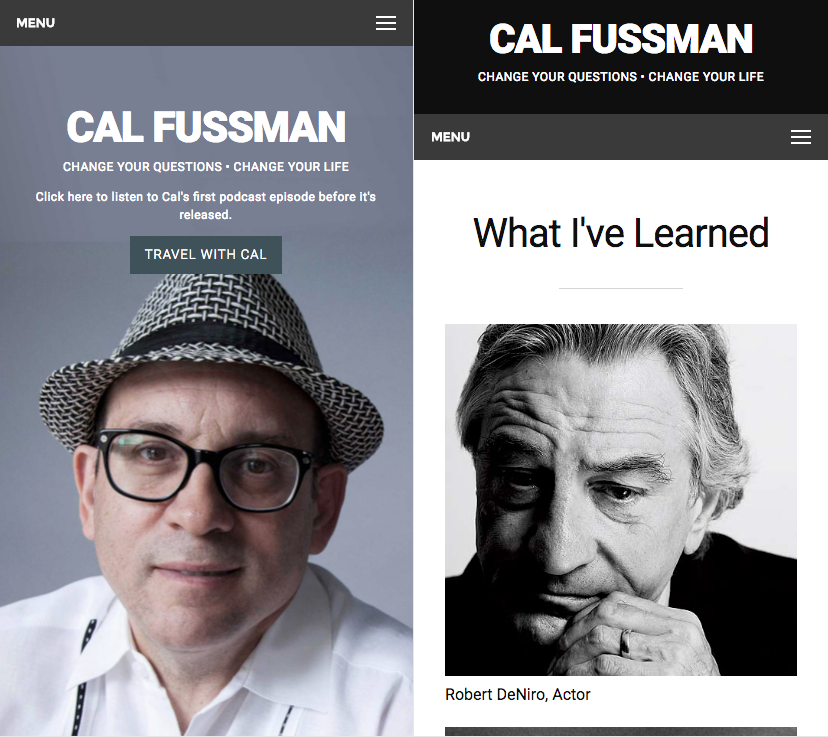 MENU
CAL FUSSMAN
CHANGE YOUR QUESTIONS • CHANGE YOUR LIFE
Click here to listen to Cal's first podcast episode before it's
released.
TRAVEL WITH CAL
CAL FUSSMAN
CHANGE YOUR QUESTIONS • CHANGE YOUR LIFE
MENU
What I've Learned
Robert DeNiro, Actor